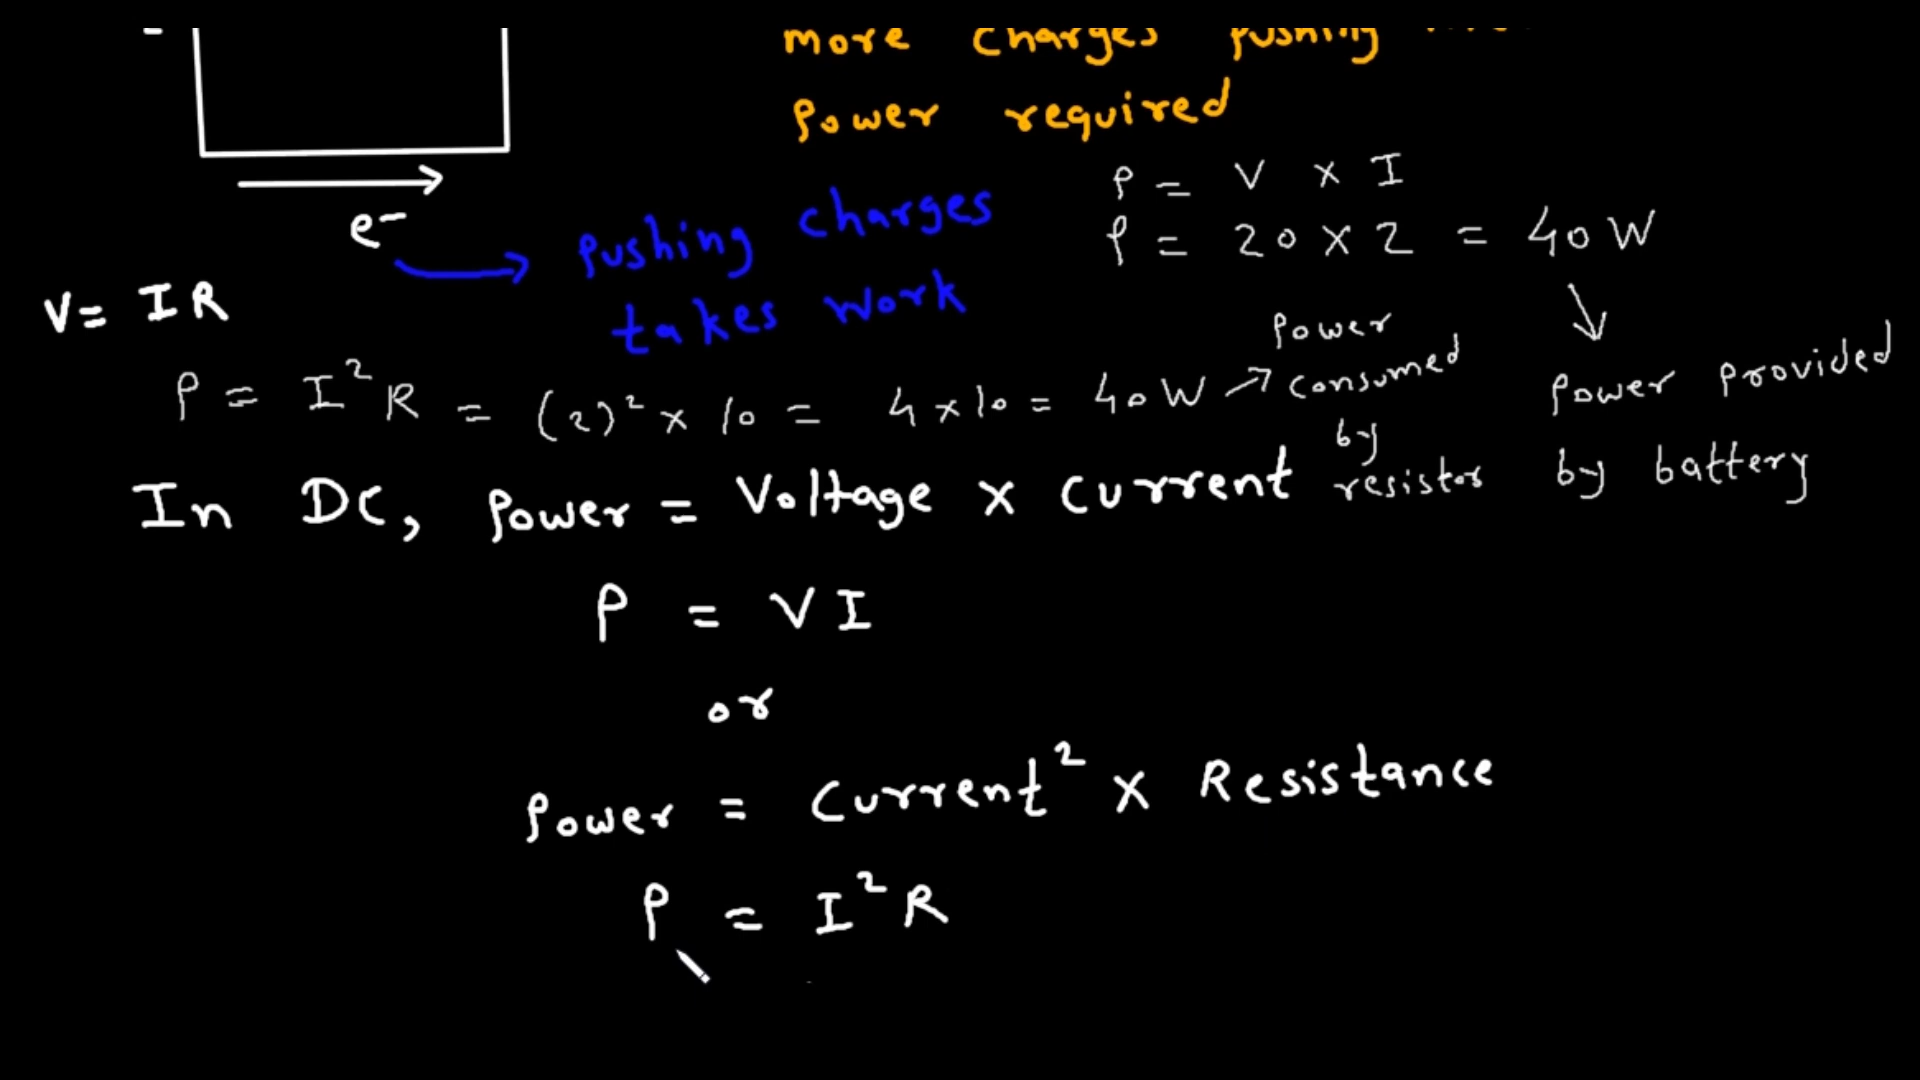 more charges pushing
Power required
P = V x I
P = 20 x 2 = 40 W
e-
Pushing charges
takes work
V = IR
P = I²R = (2)² x 10 = 4 x 10 = 40 W
Power
consumed
by
resistor
Power provided
by battery
In DC, Power = Voltage x Current
P = VI
or
Power = Current² x Resistance
P = I²R